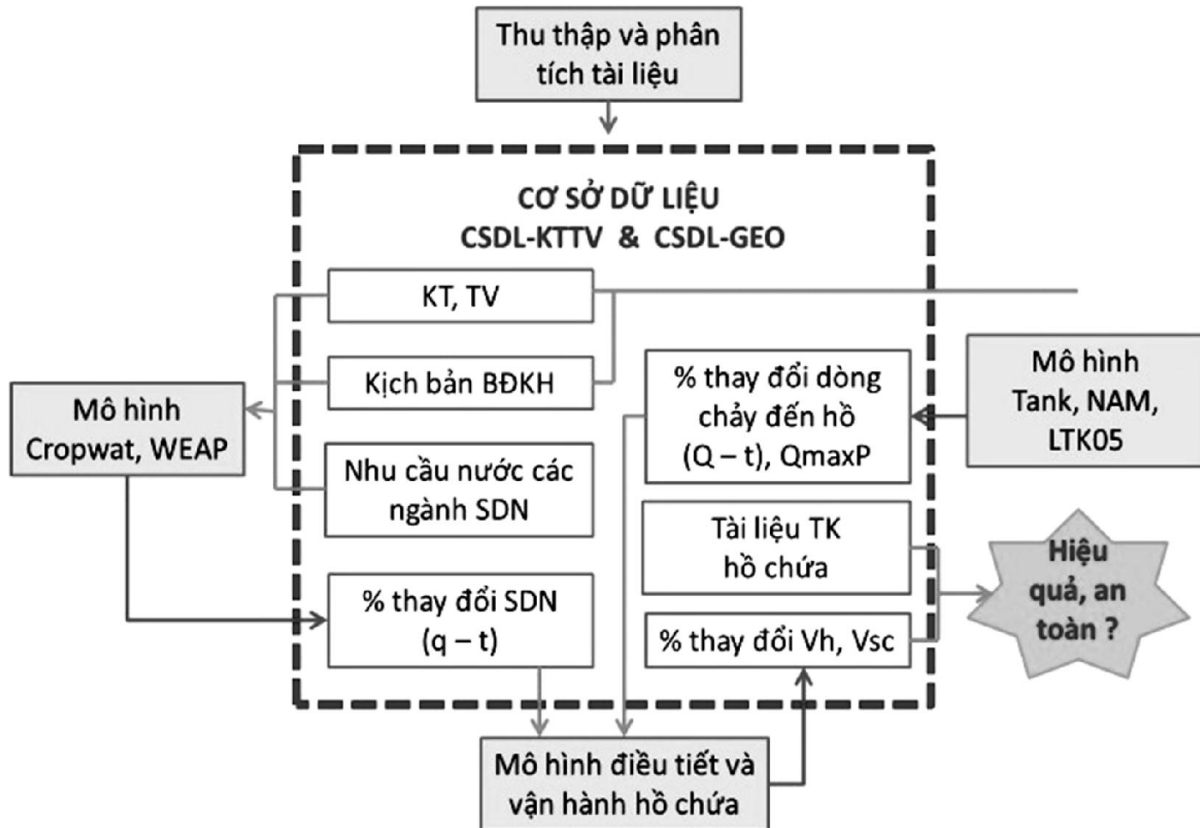 Thu thập và phân
tích tài liệu
CƠ SỞ DỮ LIỆU
CSDL-KTTV & CSDL-GEO
KT, TV
Kịch bản BĐKH
Nhu cầu nước các
ngành SDN
% thay đổi SDN
(q – t)
Mô hình
Cropwat, WEAP
% thay đổi dòng
chảy đến hồ
(Q – t), QmaxP
Tài liệu TK
hồ chứa
% thay đổi Vh, Vsc
Mô hình
Tank, NAM,
LTK05
Hiệu
quả, an
toàn ?
Mô hình điều tiết và
vận hành hồ chứa